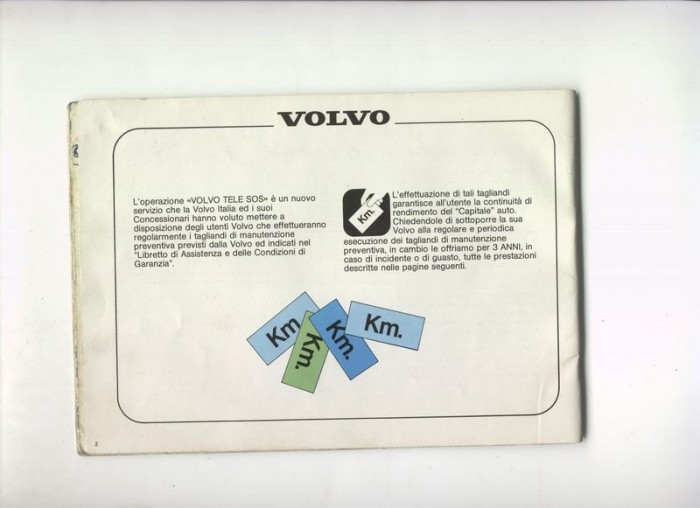 VOLVO
L'operazione «VOLVO TELE SOS» è un nuovo
servizio che la Volvo Italia ed i suoi
Concessionari hanno voluto mettere a
disposizione degli utenti Volvo che effettueranno
regolarmente i tagliandi di manutenzione
preventiva previsti dalla Volvo ed indicati nel
"Libretto di Assistenza e delle Condizioni di
Garanzia".
Km.
L'effettuazione di tali tagliandi
garantisce all'utente la continuità di
rendimento del "Capitale" auto.
Chiedendole di sottoporre la sua
Volvo alla regolare e periodica
esecuzione dei tagliandi di manutenzione
preventiva, in cambio le offriamo per 3 ANNI, in
caso di incidente o di guasto, tutte le prestazioni
descritte nelle pagine seguenti.
Km
Km.
Km.
Km.
2